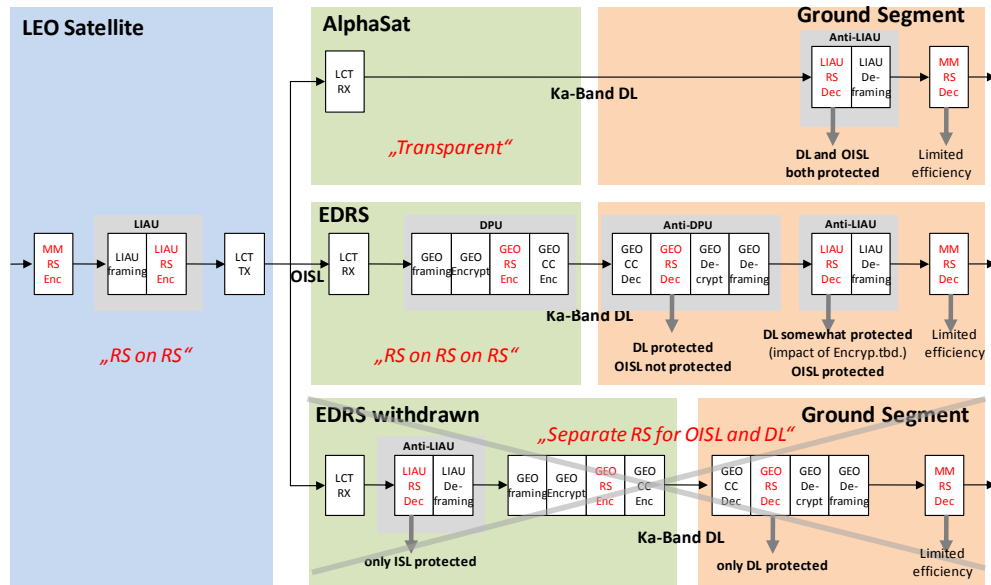 LEO Satellite
MM
RS
Enc
LIAU
LIAU
framing
LIAU
RS
Enc
LCT
TX
„RS on RS“
OISL
AlphaSat
LCT
RX
Ka-Band DL
„Transparent“
Ground Segment
Anti-LIAU
LIAU
RS
Dec
LIAU
De-
framing
MM
RS
Dec
DL and OISL
both protected
Limited
efficiency
EDRS
LCT
RX
DPU
GEO
framing
GEO
Encrypt
GEO
RS
Enc
GEO
CC
Enc
Ka-Band DL
„RS on RS on RS“
Anti-DPU
GEO
CC
Dec
GEO
RS
Dec
GEO
De-
crypt
GEO
De-
framing
Anti-LIAU
LIAU
RS
Dec
LIAU
De-
framing
MM
RS
Dec
DL protected
OISL not protected
DL somewhat protected
(impact of Encryp.tbd.)
OISL protected
Limited
efficiency
EDRS withdrawn
Ground Segment
„Separate RS for OISL and DL“
LCT
RX
Anti-LIAU
LIAU
RS
Dec
LIAU
De-
framing
GEO
framing
GEO
Encrypt
GEO
RS
Enc
GEO
CC
Enc
Ka-Band DL
GEO
CC
Dec
GEO
RS
Dec
GEO
De-
crypt
GEO
De-
framing
MM
RS
Dec
only ISL protected
only DL protected
Limited
efficiency